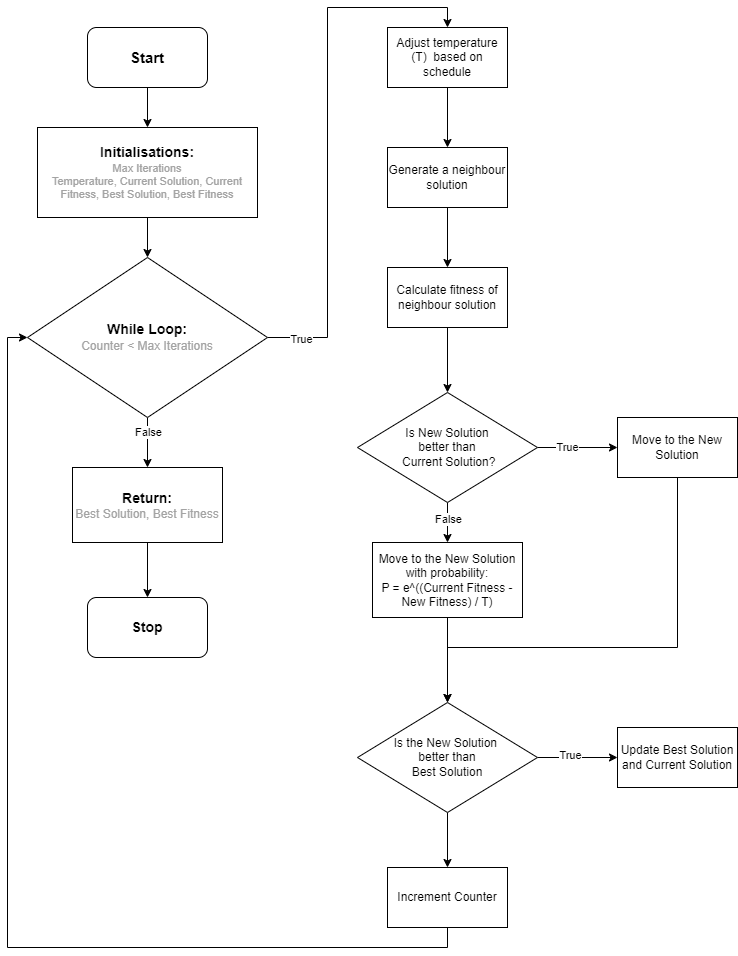 Start
Initialisations:
Max Iterations
Temperature, Current Solution, Current
Fitness, Best Solution, Best Fitness
While Loop:
Counter < Max Iterations
True
False
Return:
Best Solution, Best Fitness
Stop
Adjust temperature
(T) based on
schedule
Generate a neighbour
solution
Calculate fitness of
neighbour solution
Is New Solution
better than
Current Solution?
True
Move to the New
Solution
False
Move to the New Solution
with probability:
P = e^((Current Fitness -
New Fitness) / T)
Is the New Solution
better than
Best Solution
True
Update Best Solution
and Current Solution
Increment Counter